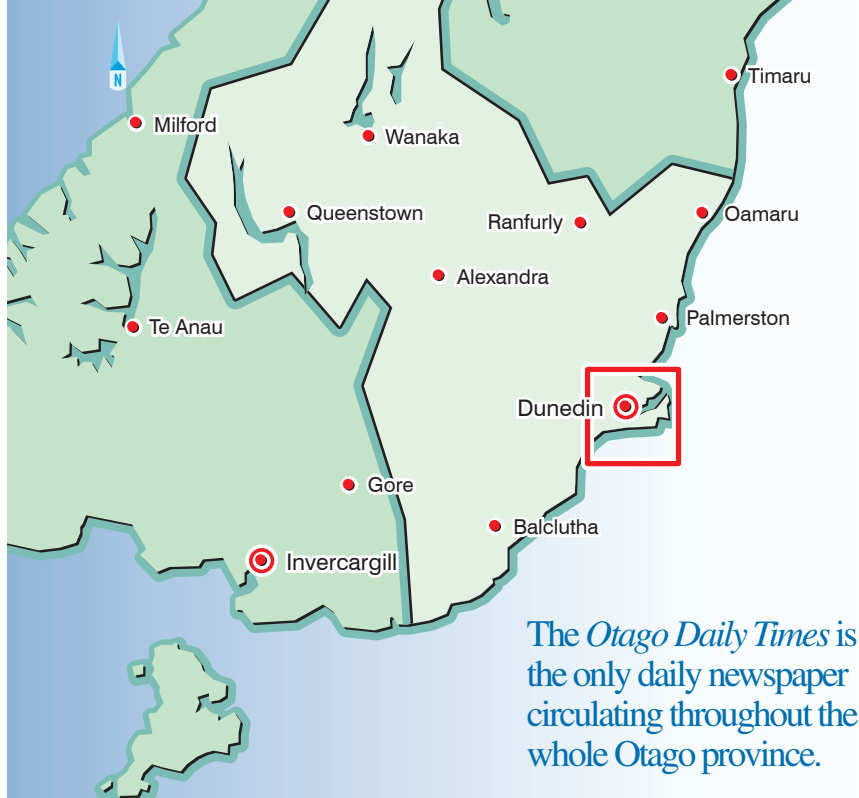 Timaru
N
Milford
Wanaka
Queenstown
Ranfurly
Oamaru
Alexandra
Te Anau
Palmerston
Dunedin
Gore
Balclutha
Invercargill
The Otago Daily Times is
the only daily newspaper
circulating throughout the
whole Otago province.